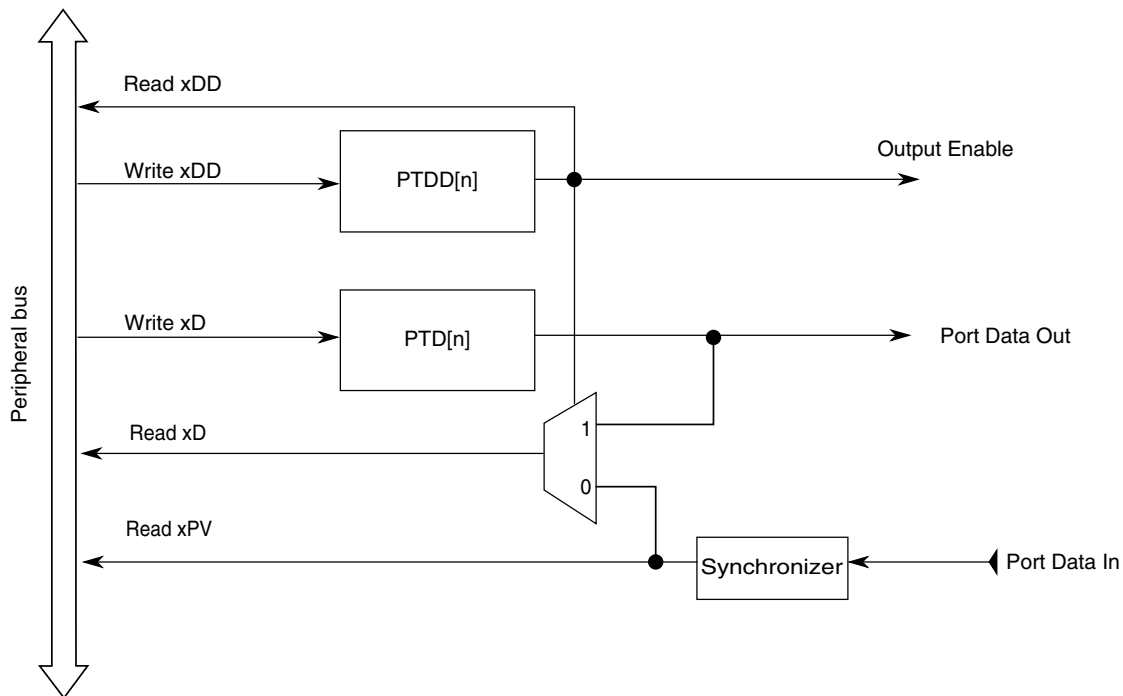 Read xDD
Output Enable
Write xDD
PTDD[n]
Peripheral bus
Write xD
PTD[n]
Port Data Out
Read xD
1
0
Read xPV
Synchronizer
Port Data In